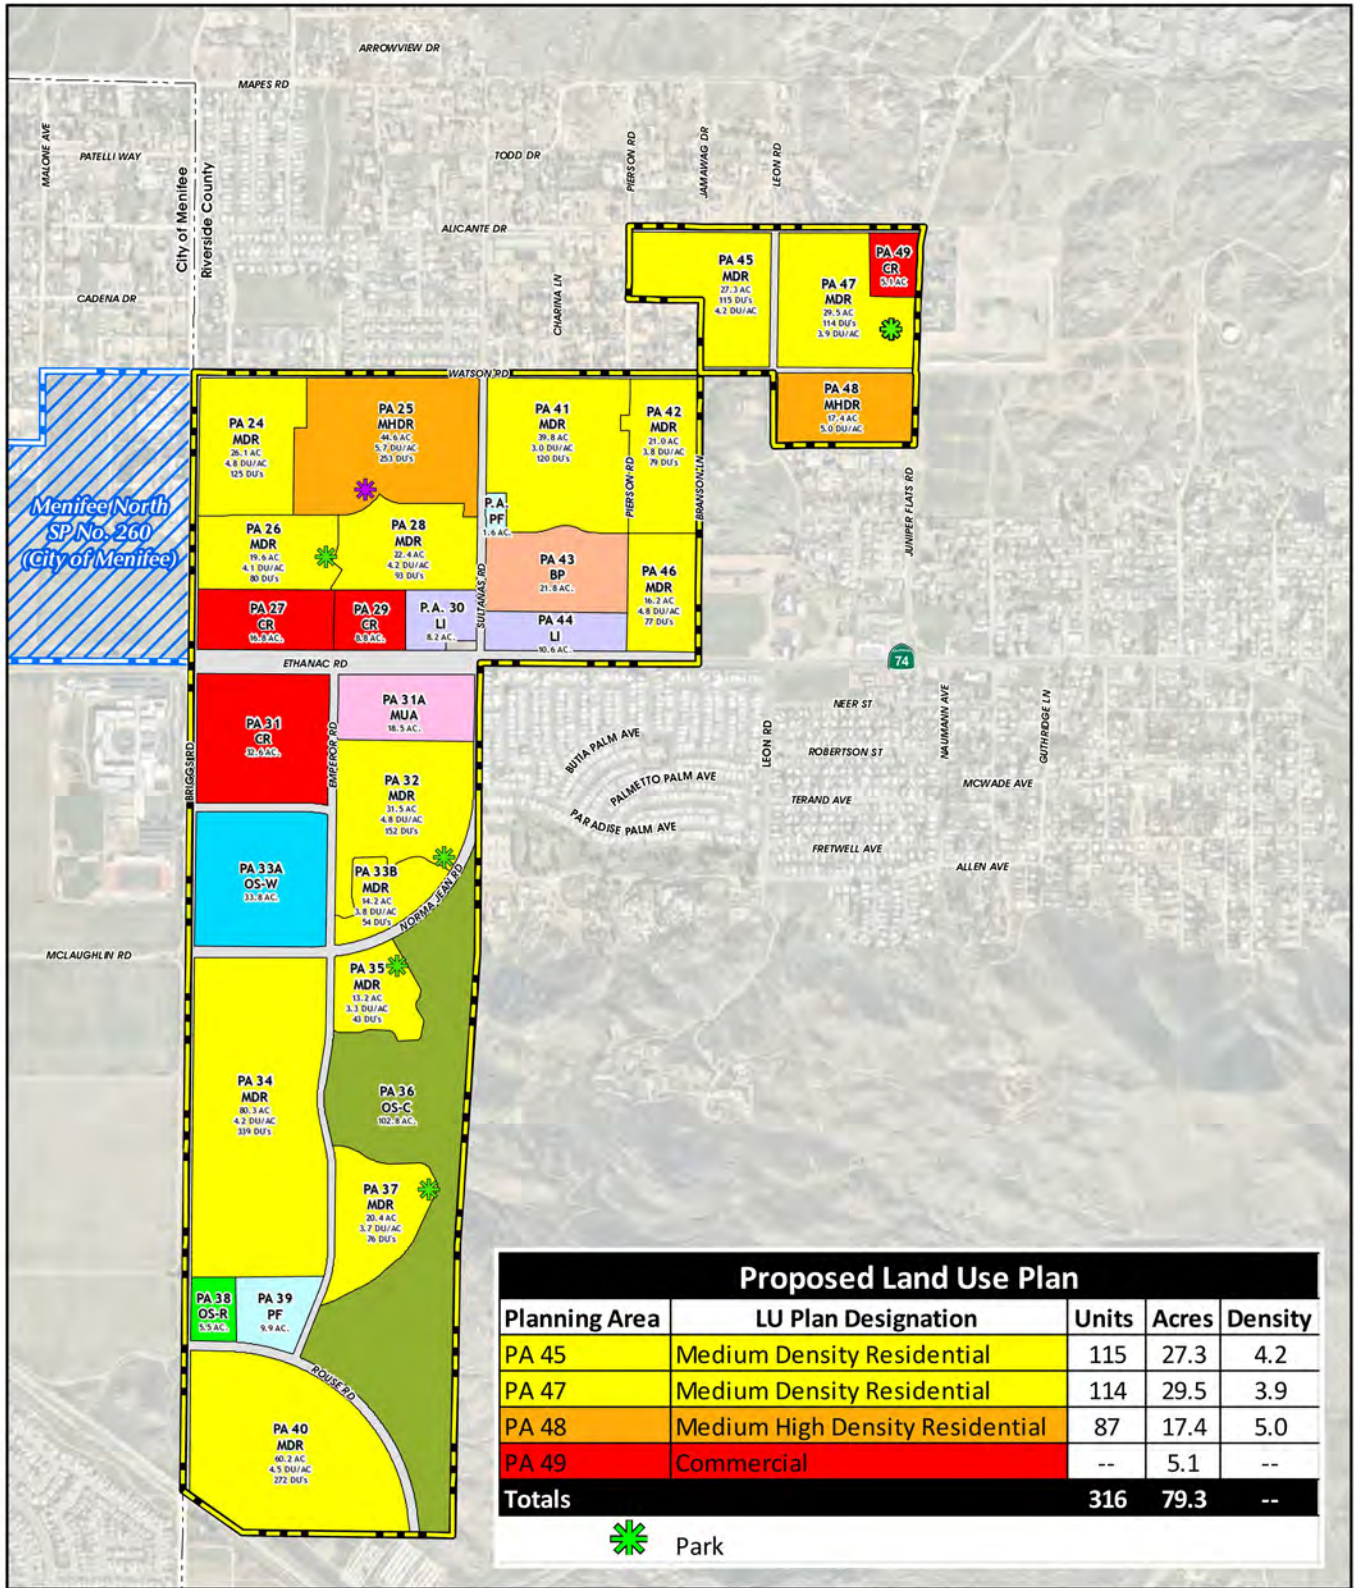 ARROWVIEW DR
MAPES RD
MALONE AVE
PATELLI WAY
TODD DR
PIERSON RD
JAMAWAG DR
LEON RD
City of Menifee
Riverside County
ALICANTE DR
CADENA DR
CHARINA LN
PA 45
MDR
27.3 AC
115 DU's
4.2 DU/AC
PA 47
MDR
29.5 AC
114 DU's
3.9 DU/AC
PA 49
CR
5.1 AC
WATSON RD
PA 48
MHDR
17.4 AC
5.0 DU/AC
PA 24
MDR
26.1 AC
4.8 DU/AC
125 DU's
PA 25
MHDR
44.6 AC
5.7 DU/AC
253 DU's
PA 41
MDR
39.8 AC
3.0 DU/AC
120 DU's
PA 42
MDR
21.0 AC
3.8 DU/AC
79 DU's
PIERSON RD
BRANSON LN
JUNIPER FLATS RD
Menifee North
SP No. 260
(City of Menifee)
P.A.
PF
1.6 AC.
PA 26
MDR
19.6 AC
4.1 DU/AC
80 DU's
PA 28
MDR
22.4 AC
4.2 DU/AC
93 DU's
SULTANAS RD
PA 43
BP
21.8 AC.
PA 46
MDR
16.2 AC
4.8 DU/AC
77 DU's
PA 27
CR
16.8 AC.
PA 29
CR
8.8 AC.
P.A. 30
LI
8.2 AC.
PA 44
LI
10.6 AC.
ETHANAC RD
74
BRIGGS RD
PA 31
CR
32.6 AC.
EMPEROR RD
PA 31A
MUA
18.5 AC.
PA 32
MDR
31.5 AC
4.8 DU/AC
152 DU's
BUTIA PALM AVE
PALMETTO PALM AVE
PARADISE PALM AVE
LEON RD
NEER ST
ROBERTSON ST
TERAND AVE
FRETWELL AVE
NAUMANN AVE
GUTHRIDGE LN
MCWADE AVE
ALLEN AVE
PA 33A
OS-W
33.8 AC.
PA 33B
MDR
14.2 AC
3.8 DU/AC
54 DU's
NORMA JEAN RD
MCLAUGHLIN RD
PA 35
MDR
13.2 AC
3.3 DU/AC
43 DU's
PA 34
MDR
80.3 AC
4.2 DU/AC
339 DU's
PA 36
OS-C
102.8 AC.
PA 37
MDR
20.4 AC
3.7 DU/AC
76 DU's
PA 38
OS-R
5.5 AC.
PA 39
PF
9.9 AC.
ROUSE RD
PA 40
MDR
60.2 AC
4.5 DU/AC
272 DU's
Proposed Land Use Plan
Planning Area LU Plan Designation Units Acres Density
PA 45 Medium Density Residential 115 27.3 4.2
PA 47 Medium Density Residential 114 29.5 3.9
PA 48 Medium High Density Residential 87 17.4 5.0
PA 49 Commercial -- 5.1 --
Totals 316 79.3 --
Park